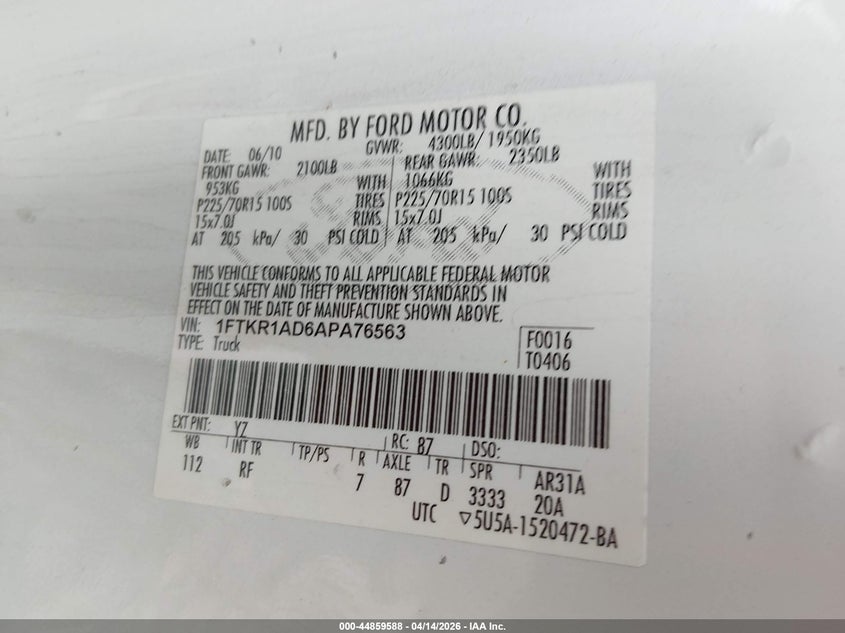 MFD. BY FORD MOTOR CO.
DATE: 06/10 GVWR: 4300LB/ 1950KG
FRONT GAWR: 2100LB REAR GAWR: 2350LB
953KG WITH 1066KG WITH
P225/70R15 100S TIRES P225/70R15 100S TIRES
15x7.0J RIMS 15x7.0J RIMS
AT 205 kPa/ 30 PSI COLD AT 205 kPa/ 30 PSI COLD
THIS VEHICLE CONFORMS TO ALL APPLICABLE FEDERAL MOTOR
VEHICLE SAFETY AND THEFT PREVENTION STANDARDS IN
EFFECT ON THE DATE OF MANUFACTURE SHOWN ABOVE.
VIN: 1FTKR1AD6APA76563 F0016
TYPE: Truck T0406
EXT PNT: YZ RC: 87 DSO:
WB INT TR TP/PS R AXLE TR SPR AR31A
112 RF 7 87 D 3333 20A
UTC ▽5U5A-1520472-BA
000-44859588 - 04/14/2026 - IAA Inc.